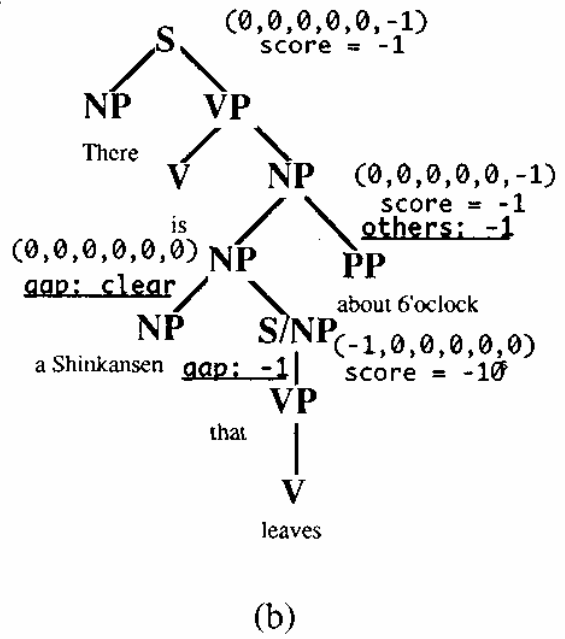 S (0,0,0,0,0,-1)
score = -1
NP VP
There
V NP (0,0,0,0,0,-1)
score = -1
is others: -1
(0,0,0,0,0,0) NP PP
gap: clear about 6'oclock
NP S/NP (-1,0,0,0,0,0)
a Shinkansen gap: -1 score =
VP
that
V
leaves
(b)